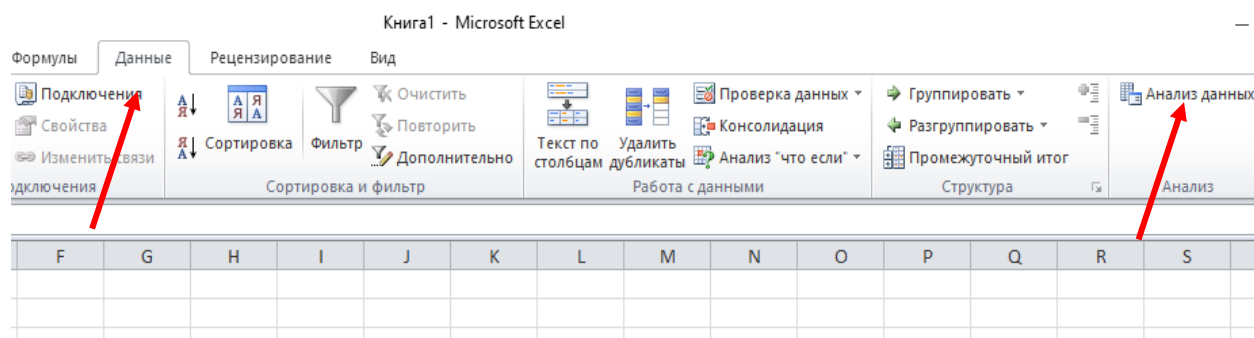 Книга1 - Microsoft Excel
Формулы Данные Рецензирование Вид
Подключения
Свойства
Изменить связи
Сортировка
Фильтр
Очистить
Повторить
Дополнительно
Текст по столбцам
Удалить дубликаты
Проверка данных
Консолидация
Анализ "что если"
Группировать
Разгруппировать
Промежуточный итог
Анализ данных
одключения Сортировка и фильтр Работа с данными Структура Анализ
F G H I J K L M N O P Q R S